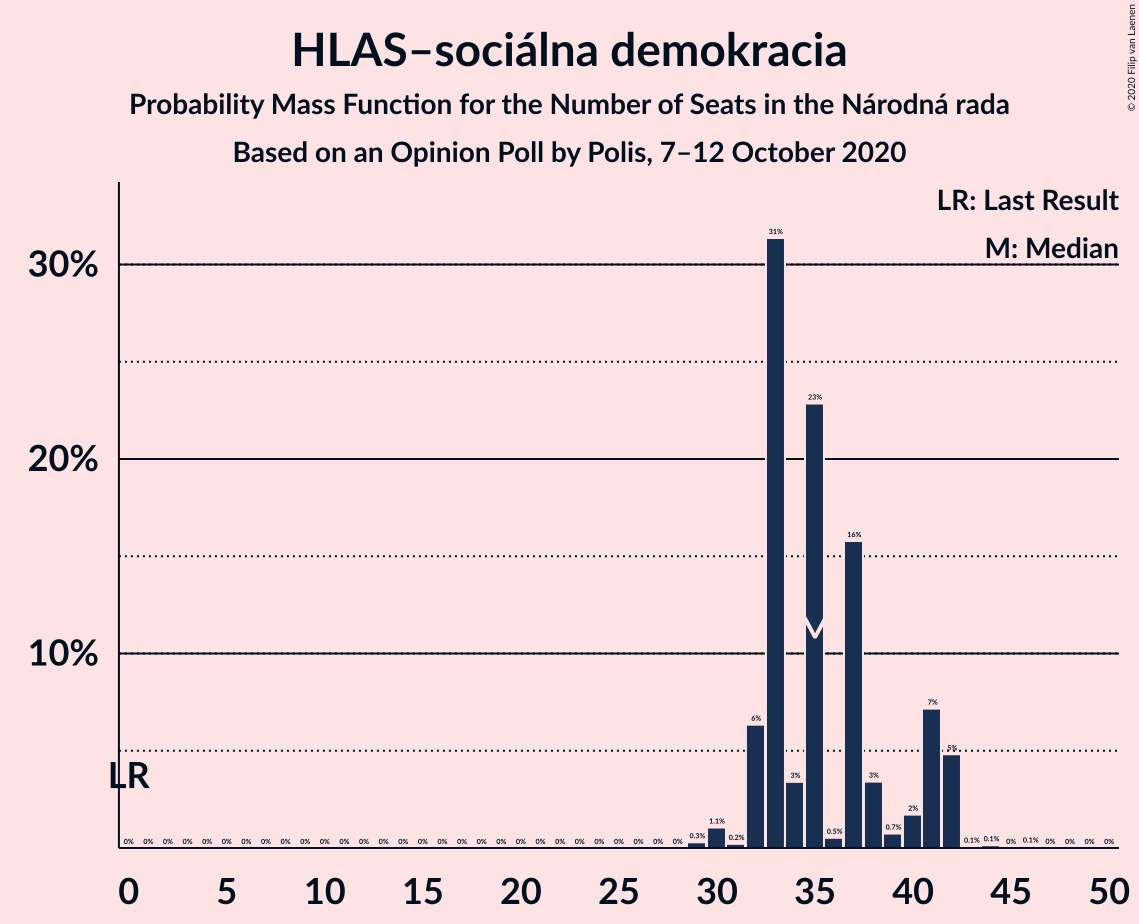 HLAS–sociálna demokracia
Probability Mass Function for the Number of Seats in the Národná rada
Based on an Opinion Poll by Polis, 7–12 October 2020
© 2020 Filip van Laenen
LR: Last Result
M: Median
30%
20%
10%
31%
23%
16%
7%
6%
5%
3%
3%
2%
1.1%
0.7%
0.5%
0.3%
0.2%
0.1%
0.1%
0.1%
LR
M
0% 0% 0% 0% 0% 0% 0% 0% 0% 0% 0% 0% 0% 0% 0% 0% 0% 0% 0% 0% 0% 0% 0% 0% 0% 0% 0% 0% 0%
0% 0% 0% 0% 0%
0 5 10 15 20 25 30 35 40 45 50